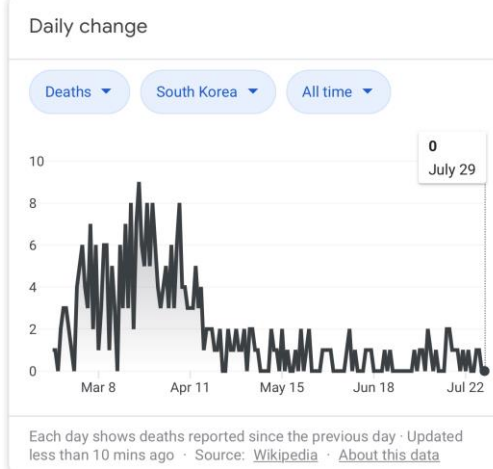 Daily change
Deaths South Korea All time
0
July 29
10
8
6
4
2
0
Mar 8 Apr 11 May 15 Jun 18 Jul 22
Each day shows deaths reported since the previous day · Updated
less than 10 mins ago · Source: Wikipedia · About this data